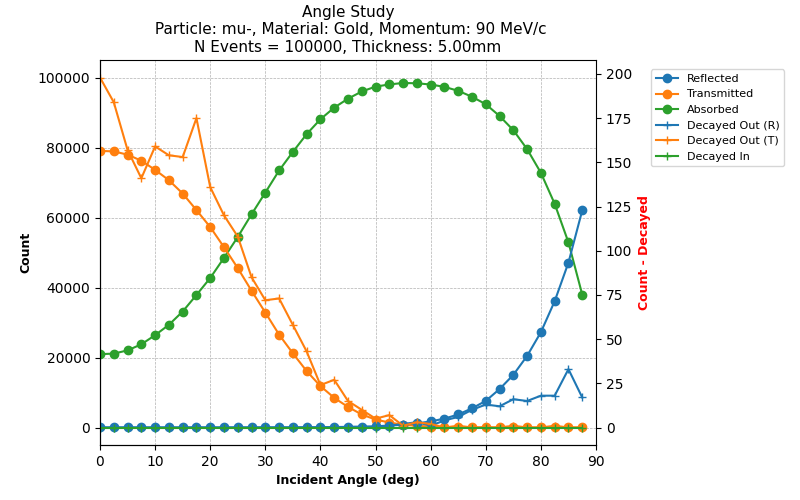 Angle Study
Particle: mu-, Material: Gold, Momentum: 90 MeV/c
N Events = 100000, Thickness: 5.00mm
100000
80000
60000
40000
20000
0
Count
0 10 20 30 40 50 60 70 80 90
Incident Angle (deg)
200
175
150
125
100
75
50
25
0
Count - Decayed
Reflected
Transmitted
Absorbed
Decayed Out (R)
Decayed Out (T)
Decayed In